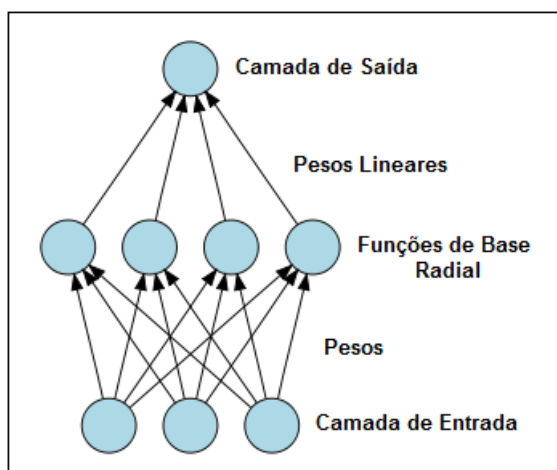 Camada de Saída
Pesos Lineares
Funções de Base
Radial
Pesos
Camada de Entrada